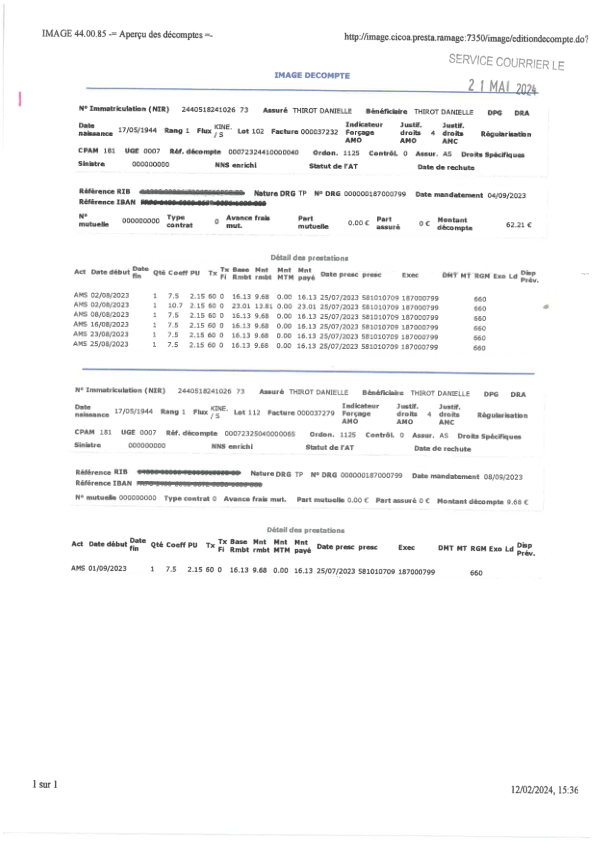 IMAGE 44.00.85 -= Aperçu des décomptes =-
http://image.cicoa.presta.ramage:7350/image/editiondecompte.do?
SERVICE COURRIER LE
21 MAI 2024
IMAGE DECOMPTE
N° Immatriculation (NIR) 2440518241026 73 Assuré THIROT DANIELLE Bénéficiaire THIROT DANIELLE DPG DRA
Date naissance 17/05/1944 Rang 1 Flux KINE. / S Lot 102 Facture 000037232 Indicateur Forçage AMO Justif. droits AMO 4 Justif. droits AMC Régularisation
CPAM 181 UGE 0007 Réf. décompte 00072324410000040 Ordon. 1125 Contrôl. 0 Assur. AS Droits Spécifiques
Sinistre 000000000 NNS enrichi Statut de l'AT Date de rechute
Référence RIB Nature DRG TP N° DRG 000000187000799 Date mandatement 04/09/2023
Référence IBAN
N° mutuelle 000000000 Type contrat 0 Avance frais mut. Part mutuelle 0.00 € Part assuré 0 € Montant décompte 62.21 €
Détail des prestations
Act Date début Date fin Qté Coeff PU Tx Tx Fi Base Rmbt Mnt rmbt Mnt MTM Mnt payé Date presc presc Exec DMT MT RGM Exo Ld Disp Prév.
AMS 02/08/2023 1 7.5 2.15 60 0 16.13 9.68 0.00 16.13 25/07/2023 581010709 187000799 660
AMS 02/08/2023 1 10.7 2.15 60 0 23.01 13.81 0.00 23.01 25/07/2023 581010709 187000799 660
AMS 08/08/2023 1 7.5 2.15 60 0 16.13 9.68 0.00 16.13 25/07/2023 581010709 187000799 660
AMS 16/08/2023 1 7.5 2.15 60 0 16.13 9.68 0.00 16.13 25/07/2023 581010709 187000799 660
AMS 23/08/2023 1 7.5 2.15 60 0 16.13 9.68 0.00 16.13 25/07/2023 581010709 187000799 660
AMS 25/08/2023 1 7.5 2.15 60 0 16.13 9.68 0.00 16.13 25/07/2023 581010709 187000799 660
N° Immatriculation (NIR) 2440518241026 73 Assuré THIROT DANIELLE Bénéficiaire THIROT DANIELLE DPG DRA
Date naissance 17/05/1944 Rang 1 Flux KINE. / S Lot 112 Facture 000037279 Indicateur Forçage AMO Justif. droits AMO 4 Justif. droits AMC Régularisation
CPAM 181 UGE 0007 Réf. décompte 00072325040000065 Ordon. 1125 Contrôl. 0 Assur. AS Droits Spécifiques
Sinistre 000000000 NNS enrichi Statut de l'AT Date de rechute
Référence RIB Nature DRG TP N° DRG 000000187000799 Date mandatement 08/09/2023
Référence IBAN
N° mutuelle 000000000 Type contrat 0 Avance frais mut. Part mutuelle 0.00 € Part assuré 0 € Montant décompte 9.68 €
Détail des prestations
Act Date début Date fin Qté Coeff PU Tx Tx Fi Base Rmbt Mnt rmbt Mnt MTM Mnt payé Date presc presc Exec DMT MT RGM Exo Ld Disp Prév.
AMS 01/09/2023 1 7.5 2.15 60 0 16.13 9.68 0.00 16.13 25/07/2023 581010709 187000799 660
1 sur 1
12/02/2024, 15:36